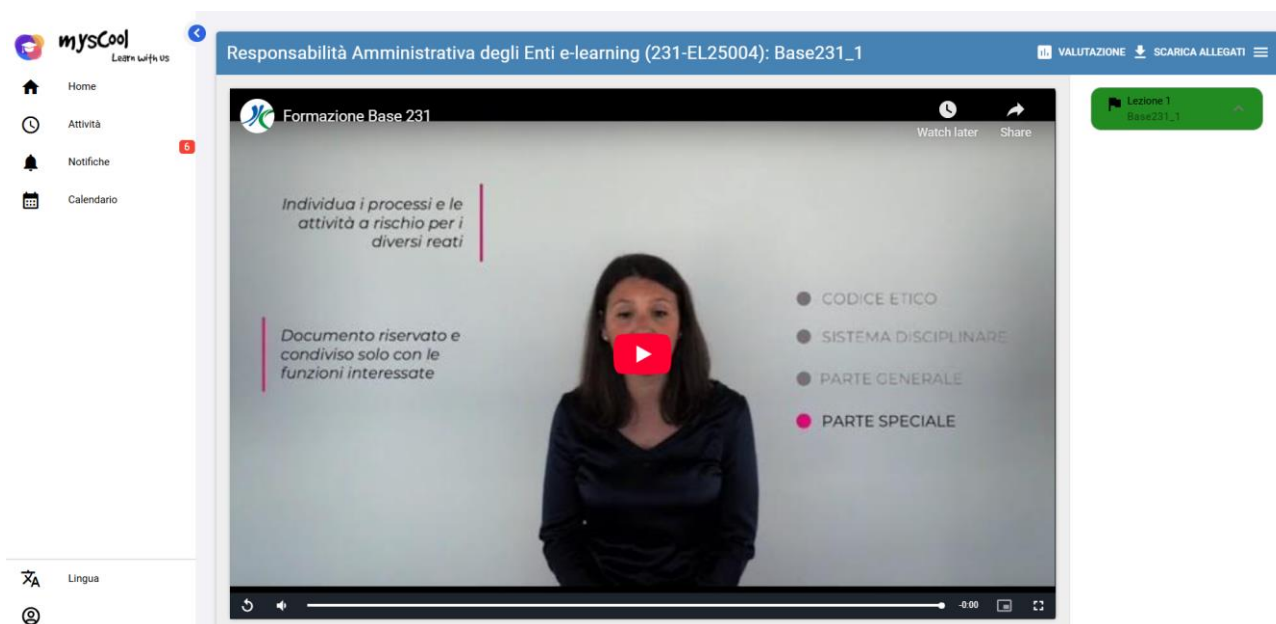 mysCool
Learn with us
Home
Attività
Notifiche
6
Calendario
Lingua
Responsabilità Amministrativa degli Enti e-learning (231-EL25004): Base231_1
VALUTAZIONE
SCARICA ALLEGATI
Formazione Base 231
Watch later
Share
Individua i processi e le
attività a rischio per i
diversi reati
Documento riservato e
condiviso solo con le
funzioni interessate
CODICE ETICO
SISTEMA DISCIPLINARE
PARTE GENERALE
PARTE SPECIALE
-0:00
Lezione 1
Base231_1